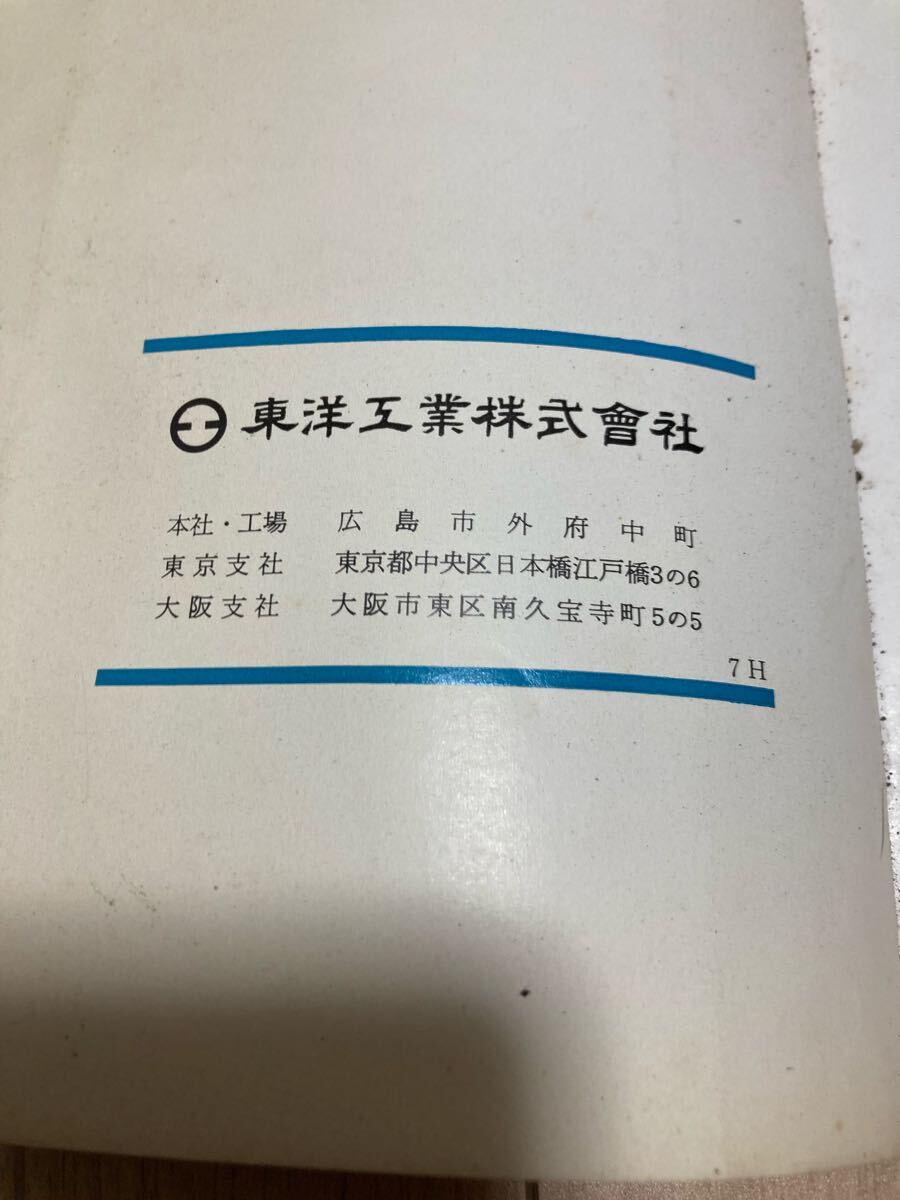 東洋工業株式會社
本社・工場 広島市外府中町
東京支社 東京都中央区日本橋江戸橋3の6
大阪支社 大阪市東区南久宝寺町5の5
7H